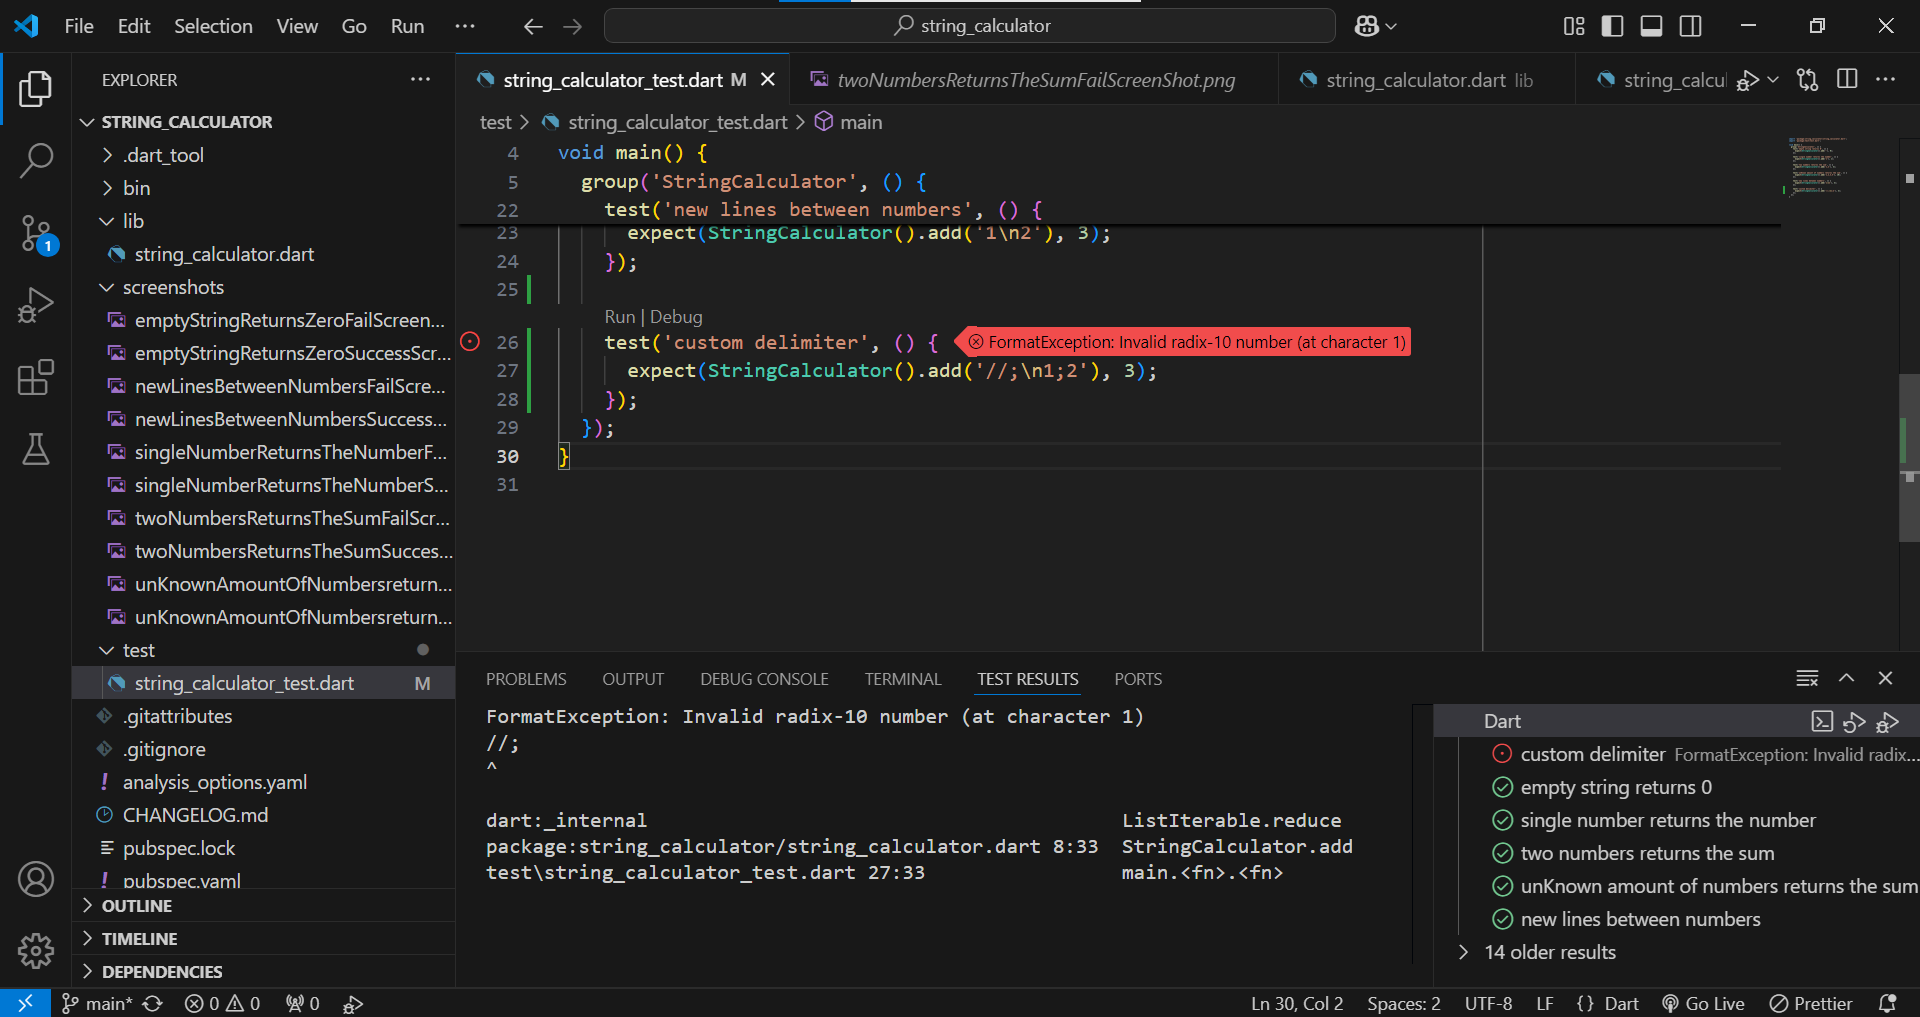 File Edit Selection View Go Run ···
string_calculator
EXPLORER
STRING_CALCULATOR
.dart_tool
bin
lib
string_calculator.dart
screenshots
emptyStringReturnsZeroFailScreen...
emptyStringReturnsZeroSuccessScr...
newLinesBetweenNumbersFailScre...
newLinesBetweenNumbersSuccess...
singleNumberReturnsTheNumberF...
singleNumberReturnsTheNumberS...
twoNumbersReturnsTheSumFailScr...
twoNumbersReturnsTheSumSucces...
unKnownAmountOfNumbersreturn...
unKnownAmountOfNumbersreturn...
test
string_calculator_test.dart M
.gitattributes
.gitignore
! analysis_options.yaml
CHANGELOG.md
pubspec.lock
! pubspec.yaml
OUTLINE
TIMELINE
DEPENDENCIES
1
string_calculator_test.dart M
twoNumbersReturnsTheSumFailScreenShot.png
string_calculator.dart lib
string_calcul
test > string_calculator_test.dart > main
4 void main() {
5 group('StringCalculator', () {
22 test('new lines between numbers', () {
23 expect(StringCalculator().add('1\n2'), 3);
24 });
25
Run | Debug
26 test('custom delimiter', () { FormatException: Invalid radix-10 number (at character 1)
27 expect(StringCalculator().add('//;\n1;2'), 3);
28 });
29 });
30 }
31
PROBLEMS OUTPUT DEBUG CONSOLE TERMINAL TEST RESULTS PORTS
FormatException: Invalid radix-10 number (at character 1)
//;
^
dart:_internal ListIterable.reduce
package:string_calculator/string_calculator.dart 8:33 StringCalculator.add
test\string_calculator_test.dart 27:33 main.<fn>.<fn>
Dart
custom delimiter FormatException: Invalid radix...
empty string returns 0
single number returns the number
two numbers returns the sum
unKnown amount of numbers returns the sum
new lines between numbers
14 older results
main* 0 0 0
Ln 30, Col 2 Spaces: 2 UTF-8 LF {} Dart Go Live Prettier